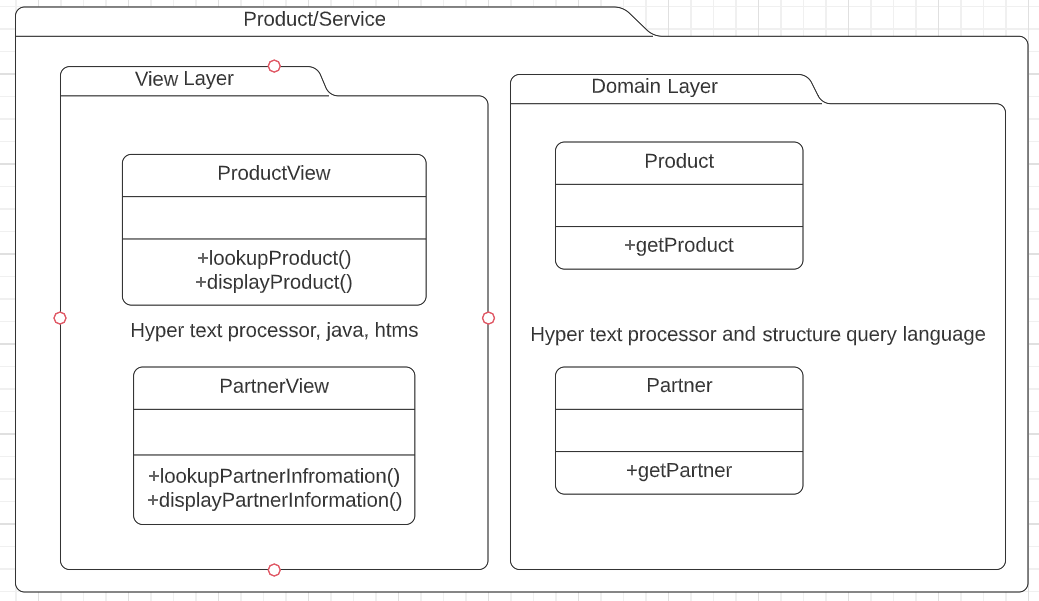 Product/Service
View Layer
ProductView
+lookupProduct()
+displayProduct()
Hyper text processor, java, htms
PartnerView
+lookupPartnerInfromation()
+displayPartnerInformation()
Domain Layer
Product
+getProduct
Hyper text processor and structure query language
Partner
+getPartner